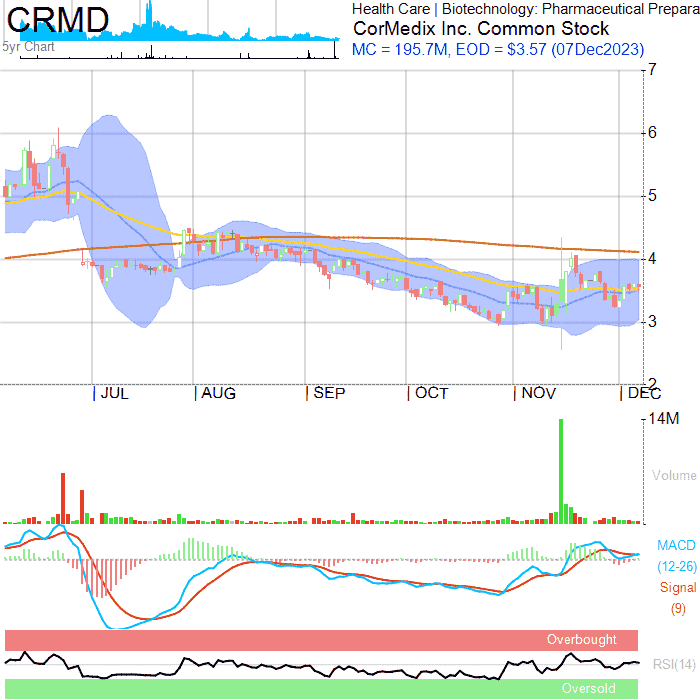 CRMD
Health Care | Biotechnology: Pharmaceutical Prepara
CorMedix Inc. Common Stock
5yr Chart
MC = 195.7M, EOD = $3.57 (07Dec2023)
7
6
5
4
3
2
JUL AUG SEP OCT NOV DEC
14M
Volume
MACD
(12-26)
Signal
(9)
Overbought
RSI(14)
Oversold